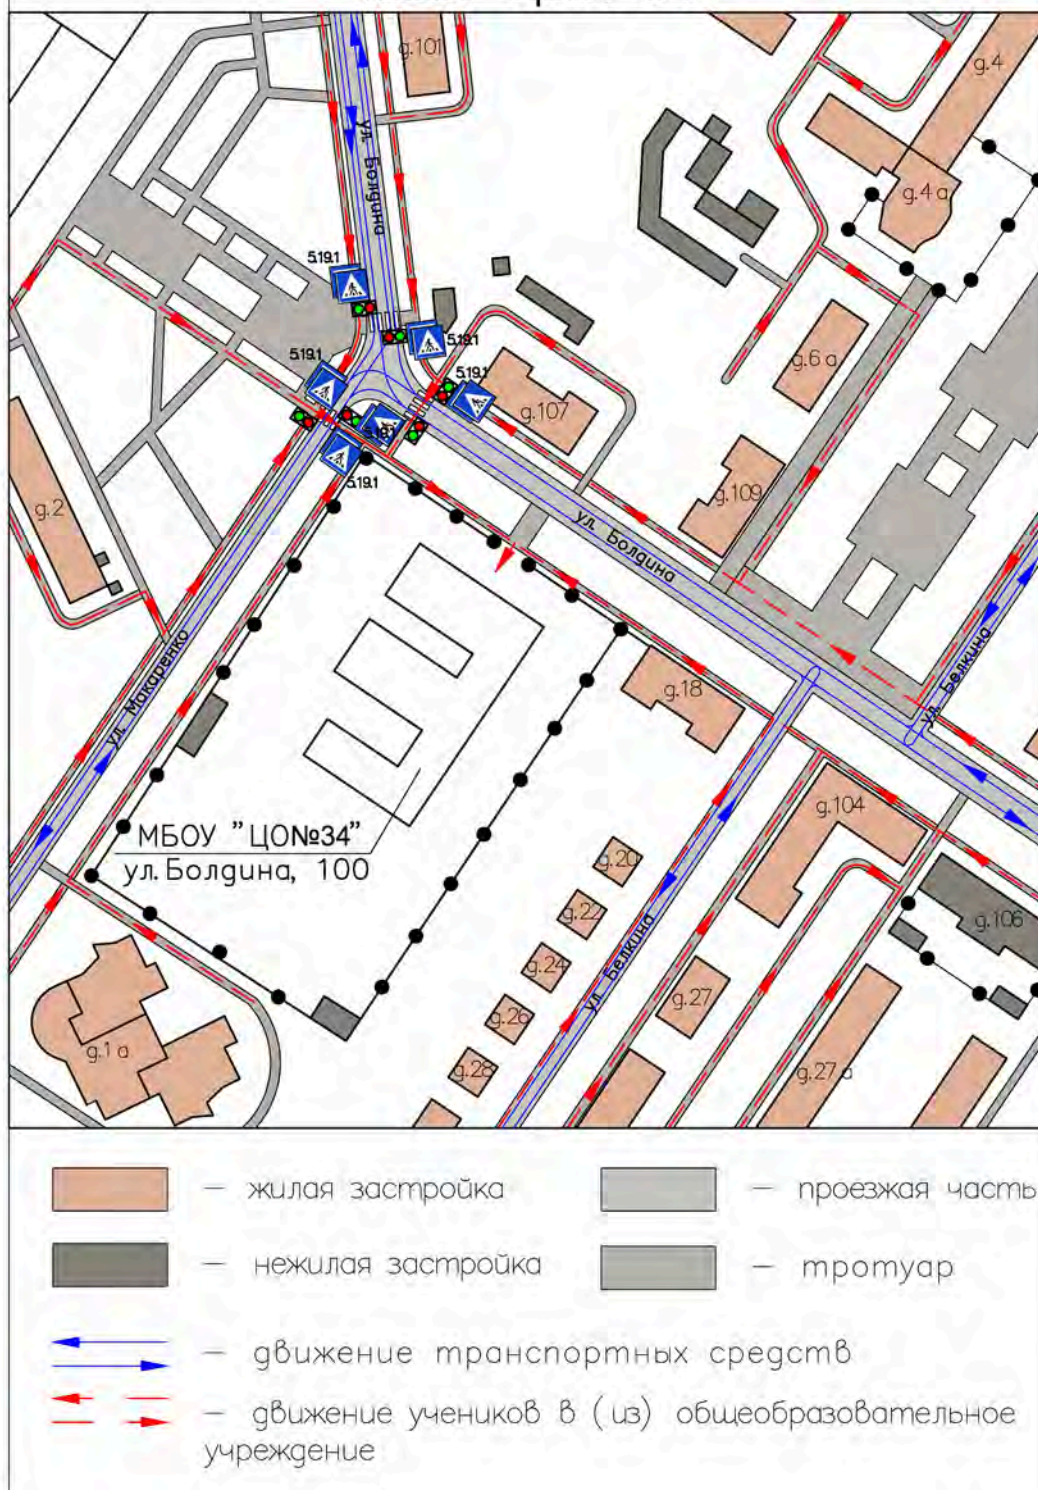 g.101
g.4
ул. Болдина
g.4 а
5.19.1
5.19.1
5.19.1
5.19.1
g.6 а
g.107
5.19.1
5.19.1
g.2
g.109
ул. Болдина
ул. Белкина
ул. Макаренко
g.18
g.104
МБОУ "ЦО№34"
ул. Болдина, 100
g.20
g.22
g.106
g.24
ул. Белкина
g.27
g.26
g.1 а
g.28
g.27 а
– жилая застройка
– проезжая часть
– нежилая застройка
– тротуар
– движение транспортных средств
– движение учеников в (из) общеобразовательное
учреждение